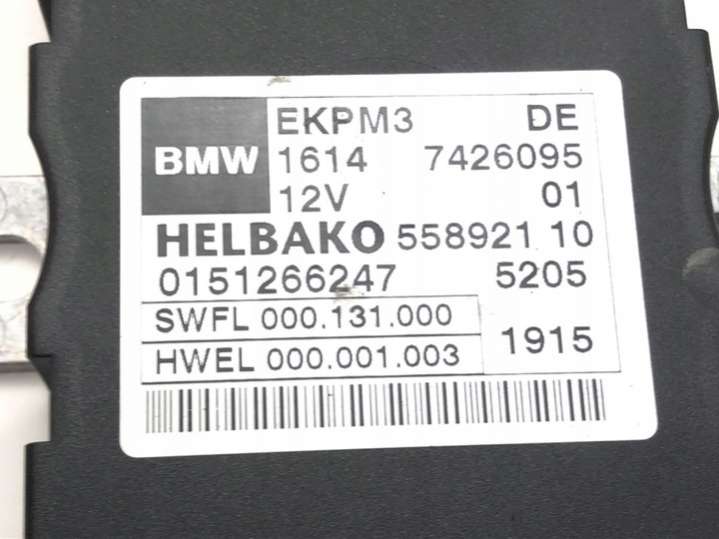 BMW
EKPM3 DE
1614 7426095
12V 01
HELBAKO 558921 10
0151266247 5205
SWFL 000.131.000
HWEL 000.001.003 1915